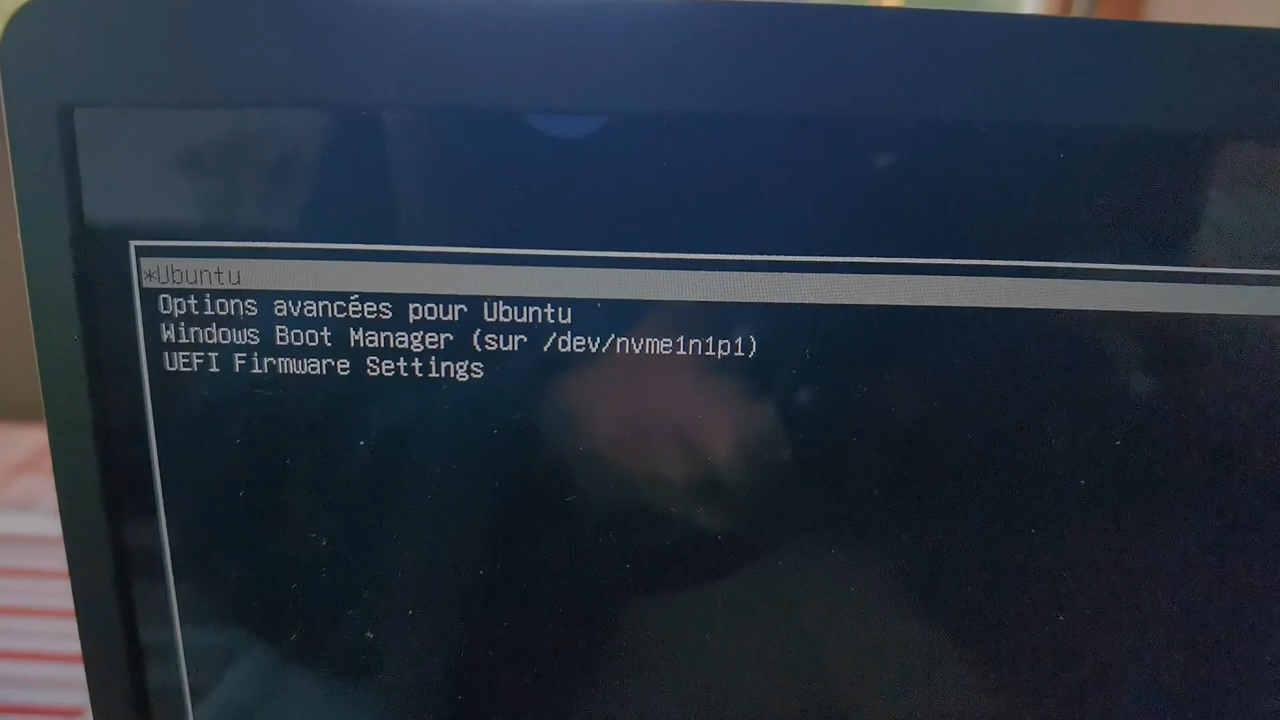 *Ubuntu
Options avancées pour Ubuntu
Windows Boot Manager (sur /dev/nvme1n1p1)
UEFI Firmware Settings